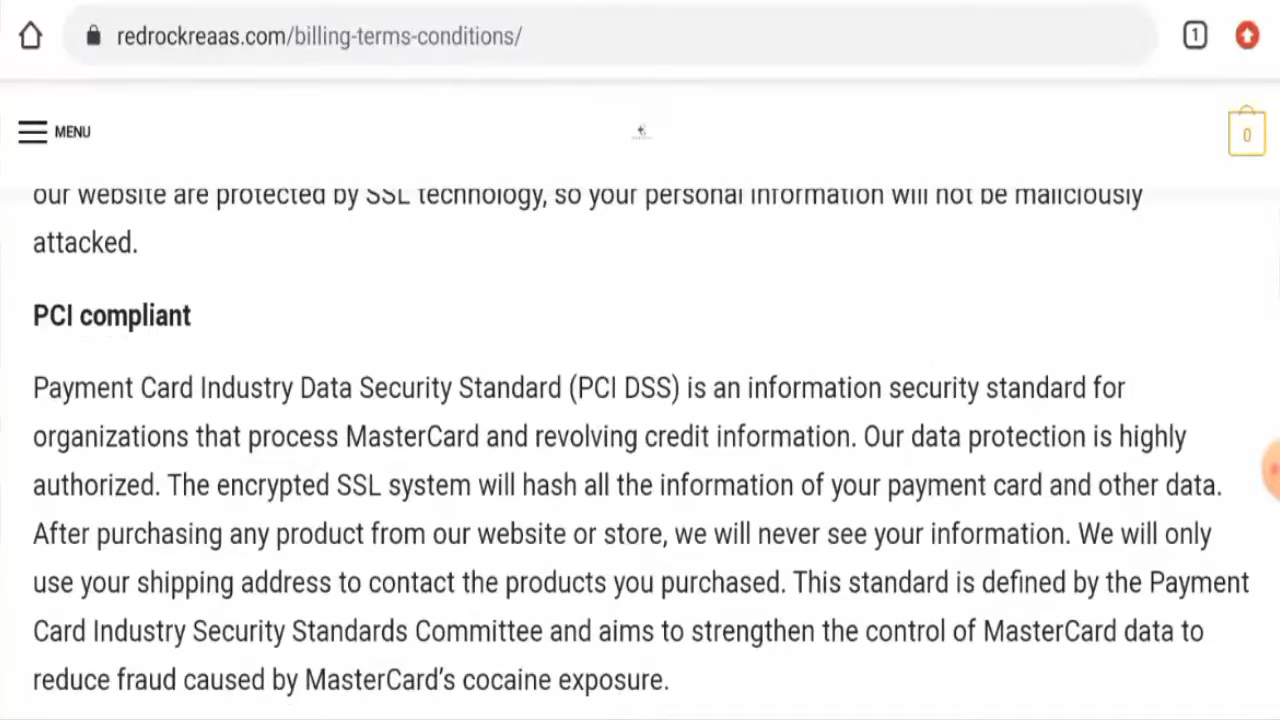 redrockreaas.com/billing-terms-conditions/
1
MENU
0
our website are protected by SSL technology, so your personal information will not be maliciously
attacked.
PCI compliant
Payment Card Industry Data Security Standard (PCI DSS) is an information security standard for
organizations that process MasterCard and revolving credit information. Our data protection is highly
authorized. The encrypted SSL system will hash all the information of your payment card and other data.
After purchasing any product from our website or store, we will never see your information. We will only
use your shipping address to contact the products you purchased. This standard is defined by the Payment
Card Industry Security Standards Committee and aims to strengthen the control of MasterCard data to
reduce fraud caused by MasterCard’s cocaine exposure.